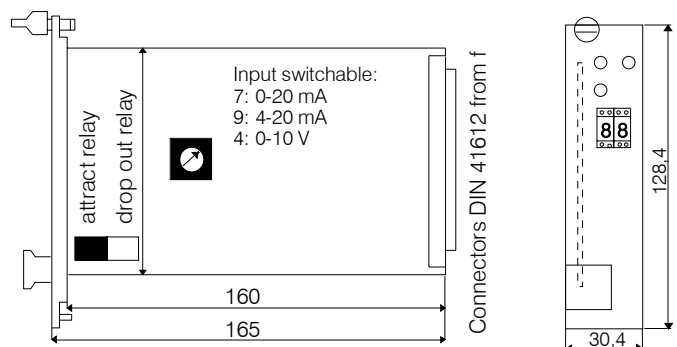 attract relay
drop out relay
Input switchable:
7: 0-20 mA
9: 4-20 mA
4: 0-10 V
Connectors DIN 41612 from f
160
165
88
128,4
30,4